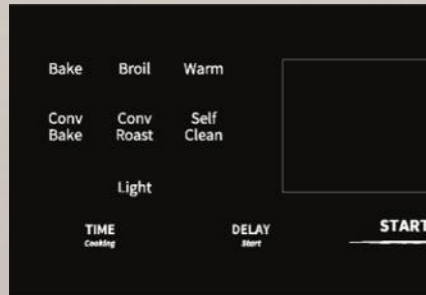 Bake Broil Warm
Conv Conv Self
Bake Roast Clean
Light
TIME DELAY START
Cooking Start